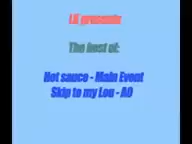 LK presents
The best of:
Hot sauce - Main Event
Skip to my Lou - AO